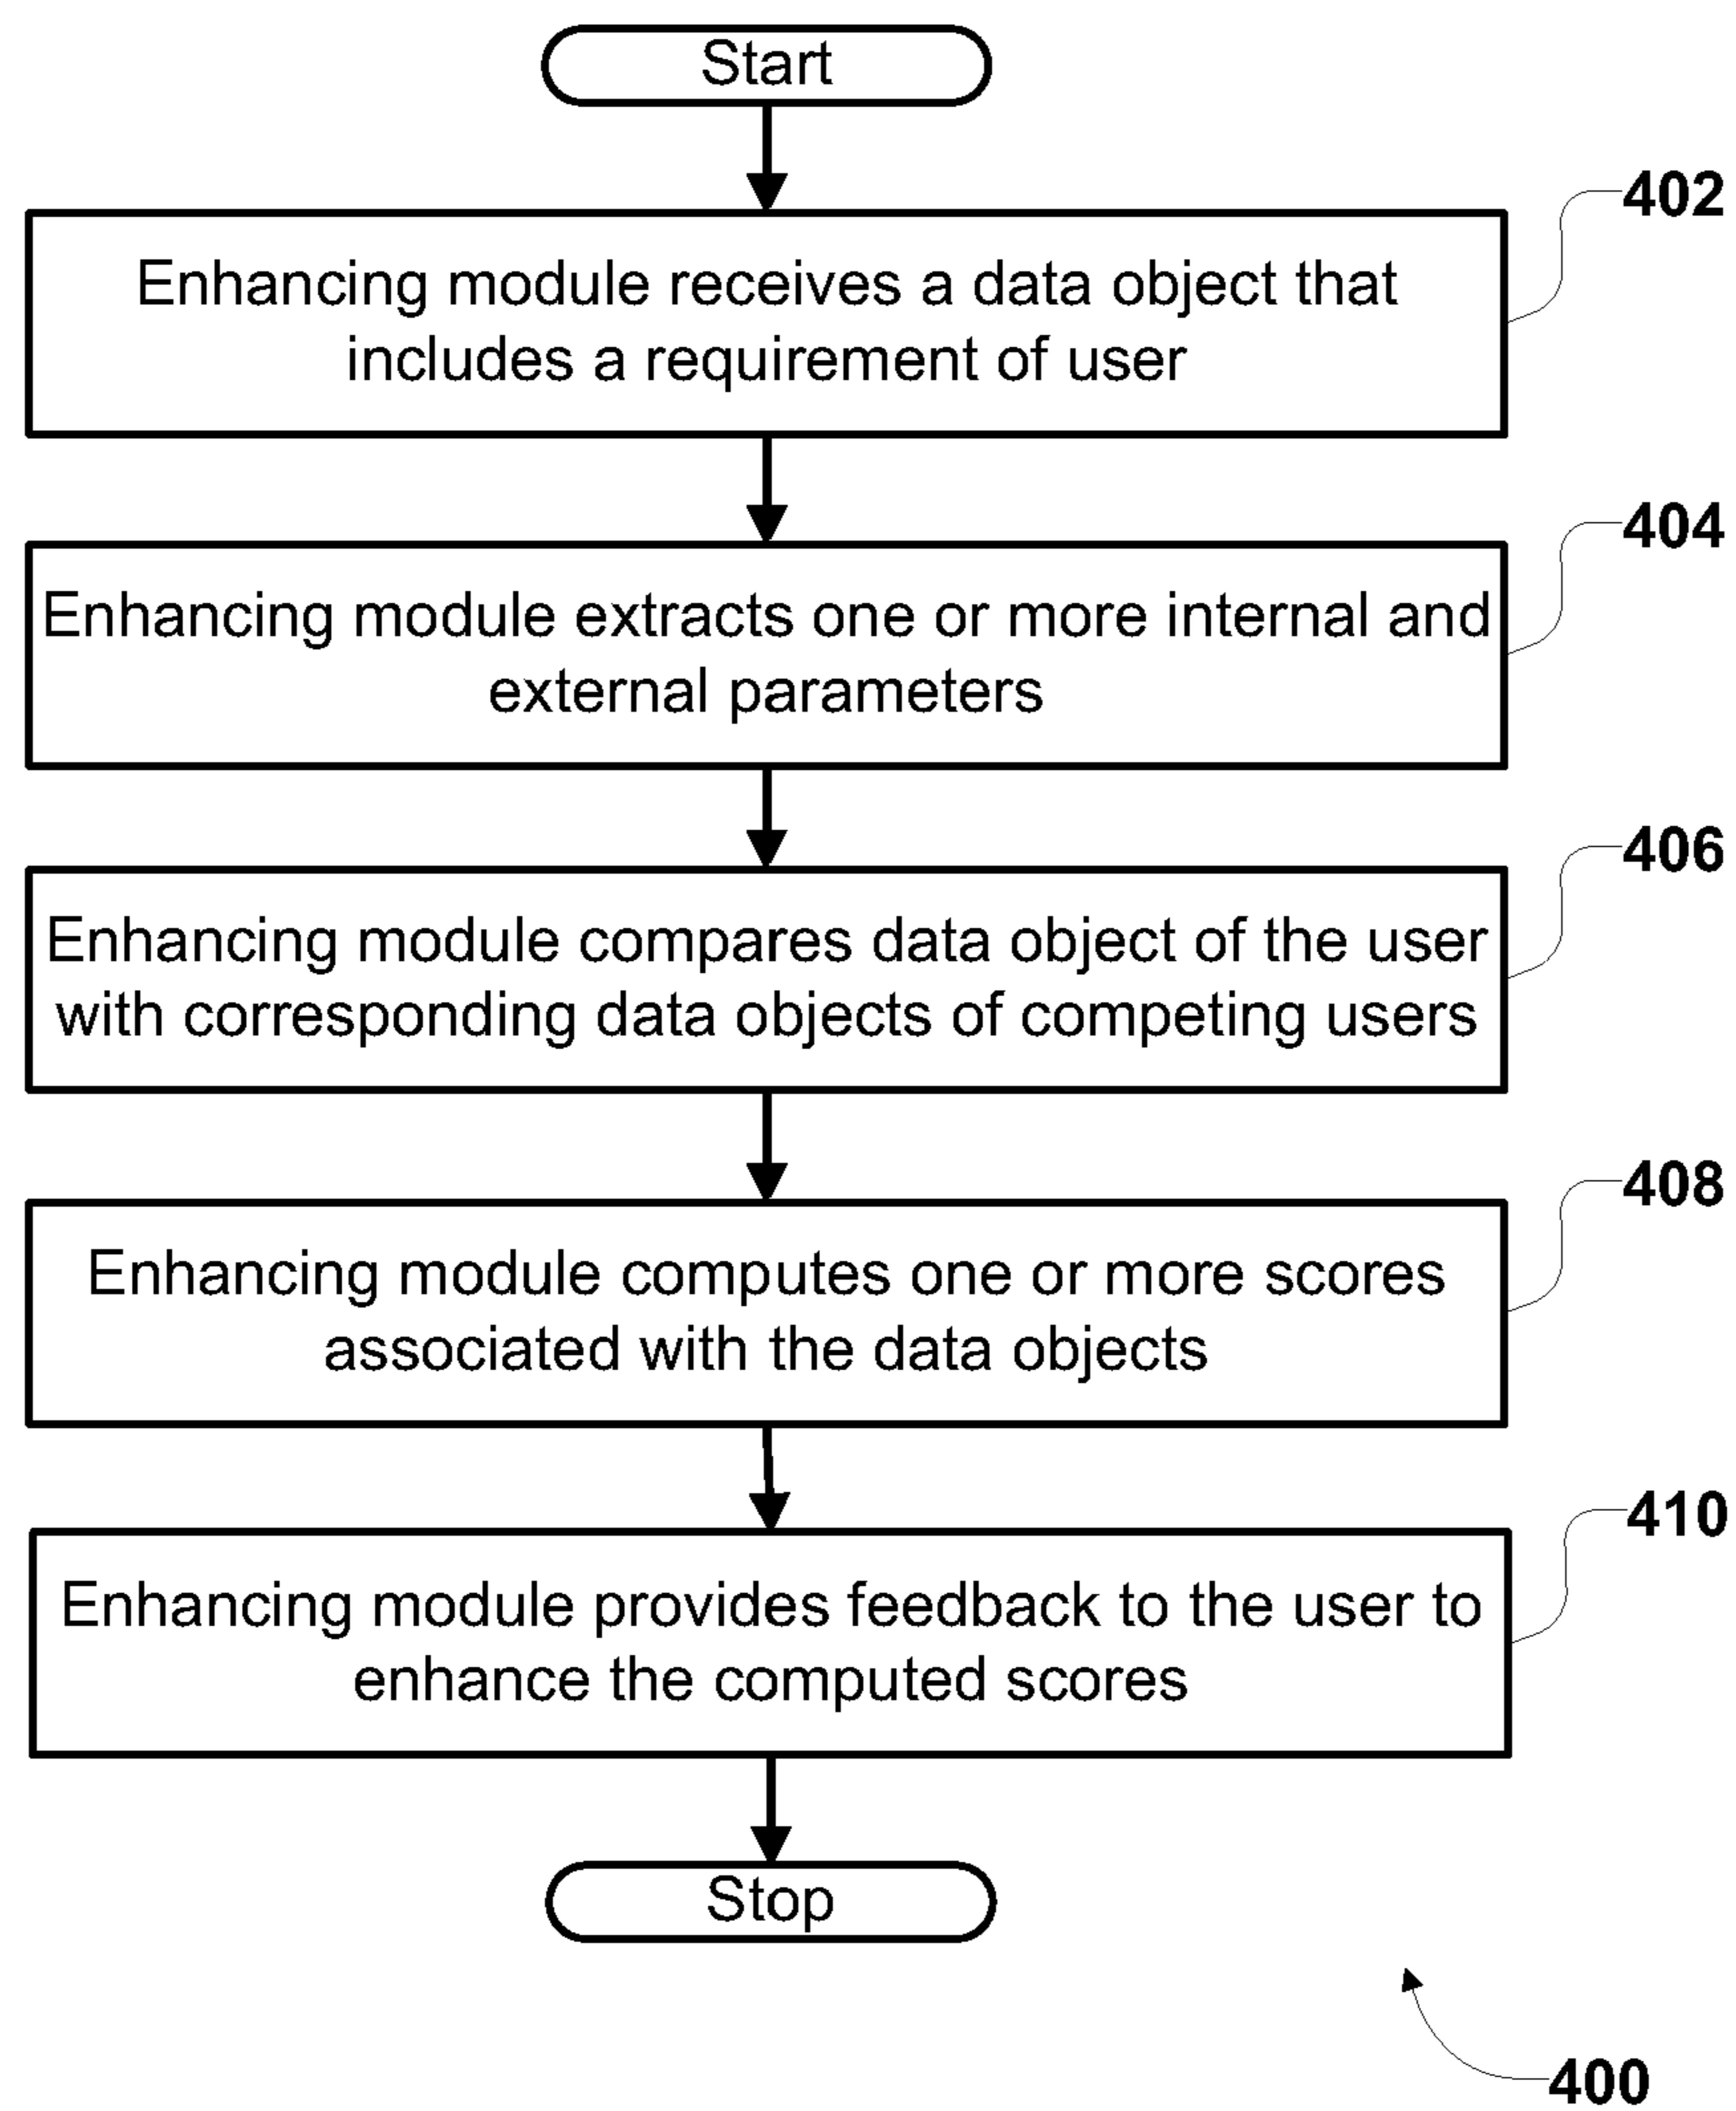 Start
402
Enhancing module receives a data object that
includes a requirement of user
404
Enhancing module extracts one or more internal and
external parameters
406
Enhancing module compares data object of the user
with corresponding data objects of competing users
408
Enhancing module computes one or more scores
associated with the data objects
410
Enhancing module provides feedback to the user to
enhance the computed scores
Stop
400